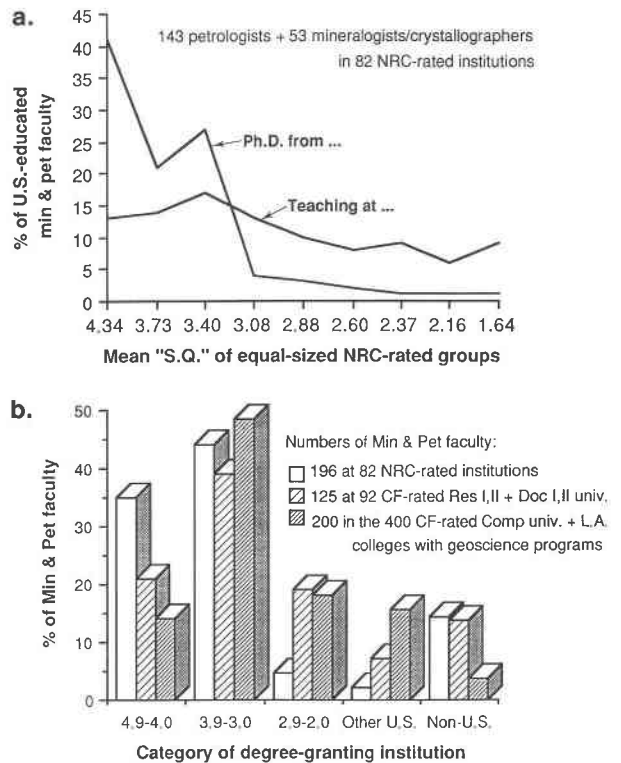 a.
143 petrologists + 53 mineralogists/crystallographers
in 82 NRC-rated institutions
% of U.S.-educated
min & pet faculty
45
40
35
30
25
20
15
10
5
0
Ph.D. from ...
Teaching at ...
4.34 3.73 3.40 3.08 2.88 2.60 2.37 2.16 1.64
Mean "S.Q." of equal-sized NRC-rated groups
b.
% of Min & Pet faculty
50
40
30
20
10
0
Numbers of Min & Pet faculty:
196 at 82 NRC-rated institutions
125 at 92 CF-rated Res I,II + Doc I,II univ.
200 in the 400 CF-rated Comp univ. + L.A.
colleges with geoscience programs
4.9-4.0 3.9-3.0 2.9-2.0 Other U.S. Non-U.S.
Category of degree-granting institution